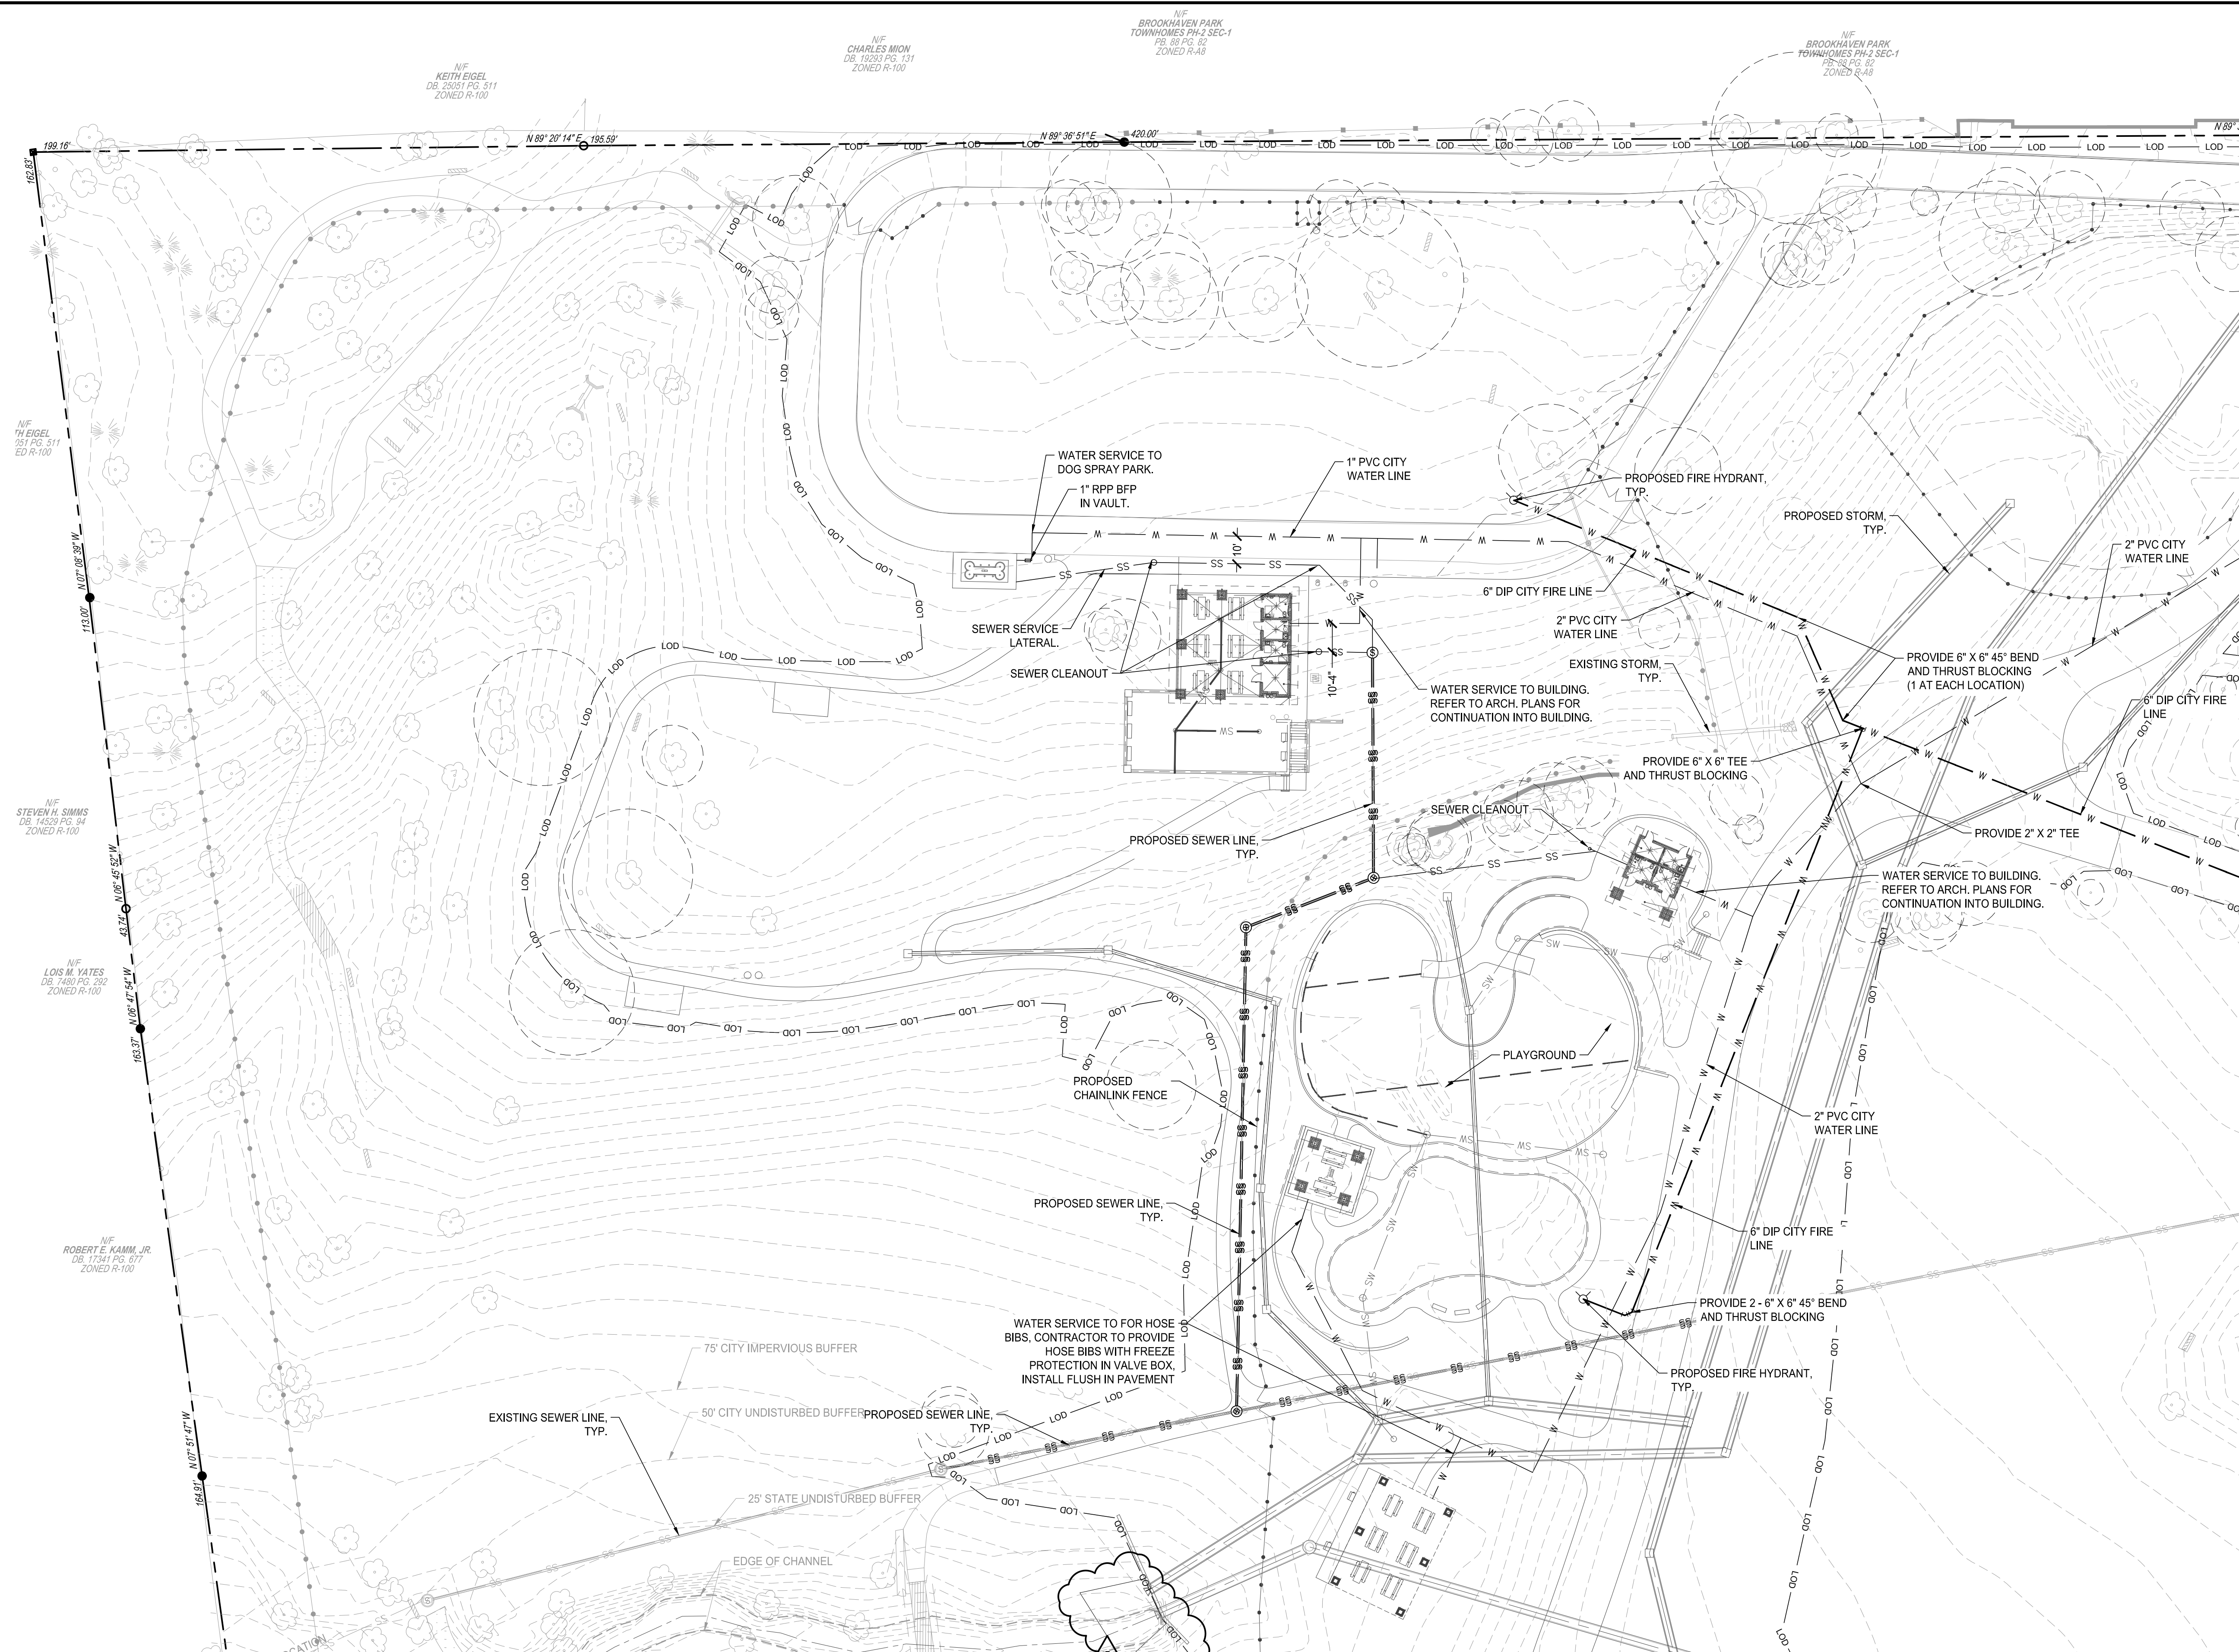 N/F
BROOKHAVEN PARK
TOWNHOMES PH-2 SEC-1
PB. 88 PG. 82
ZONED R-A8
N/F
CHARLES MION
DB. 19293 PG. 131
ZONED R-100
N/F
BROOKHAVEN PARK
TOWNHOMES PH-2 SEC-1
PB. 88 PG. 82
ZONED R-A8
N/F
KEITH EIGEL
DB. 25051 PG. 511
ZONED R-100
199.16'
N 89° 20' 14" E
195.59'
N 89° 36' 51" E
420.00'
N 89°
162.83'
N 07° 08' 39" W
113.00'
N/F
TH EIGEL
051 PG. 511
ED R-100
WATER SERVICE TO
DOG SPRAY PARK.
1" RPP BFP
IN VAULT.
1" PVC CITY
WATER LINE
PROPOSED FIRE HYDRANT,
TYP.
PROPOSED STORM,
TYP.
2" PVC CITY
WATER LINE
10'
6" DIP CITY FIRE LINE
2" PVC CITY
WATER LINE
SEWER SERVICE
LATERAL.
SEWER CLEANOUT
10'-4"
EXISTING STORM,
TYP.
PROVIDE 6" X 6" 45° BEND
AND THRUST BLOCKING
(1 AT EACH LOCATION)
WATER SERVICE TO BUILDING.
REFER TO ARCH. PLANS FOR
CONTINUATION INTO BUILDING.
6" DIP CITY FIRE
LINE
PROVIDE 6" X 6" TEE
AND THRUST BLOCKING
SEWER CLEANOUT
PROVIDE 2" X 2" TEE
N/F
STEVEN H. SIMMS
DB. 14529 PG. 94
ZONED R-100
PROPOSED SEWER LINE,
TYP.
WATER SERVICE TO BUILDING.
REFER TO ARCH. PLANS FOR
CONTINUATION INTO BUILDING.
N 06° 45' 52" W
43.74'
N/F
LOIS M. YATES
DB. 7480 PG. 292
ZONED R-100
N 06° 47' 54" W
163.37'
PLAYGROUND
PROPOSED
CHAINLINK FENCE
2" PVC CITY
WATER LINE
PROPOSED SEWER LINE,
TYP.
6" DIP CITY FIRE
LINE
N/F
ROBERT E. KAMM, JR.
DB. 17341 PG. 677
ZONED R-100
PROVIDE 2 - 6" X 6" 45° BEND
AND THRUST BLOCKING
WATER SERVICE TO FOR HOSE
BIBS, CONTRACTOR TO PROVIDE
HOSE BIBS WITH FREEZE
PROTECTION IN VALVE BOX,
INSTALL FLUSH IN PAVEMENT
75' CITY IMPERVIOUS BUFFER
PROPOSED FIRE HYDRANT,
TYP.
50' CITY UNDISTURBED BUFFER
PROPOSED SEWER LINE,
TYP.
EXISTING SEWER LINE,
TYP.
N 07° 51' 47" W
164.91'
25' STATE UNDISTURBED BUFFER
EDGE OF CHANNEL
LOD
SS
W
SW